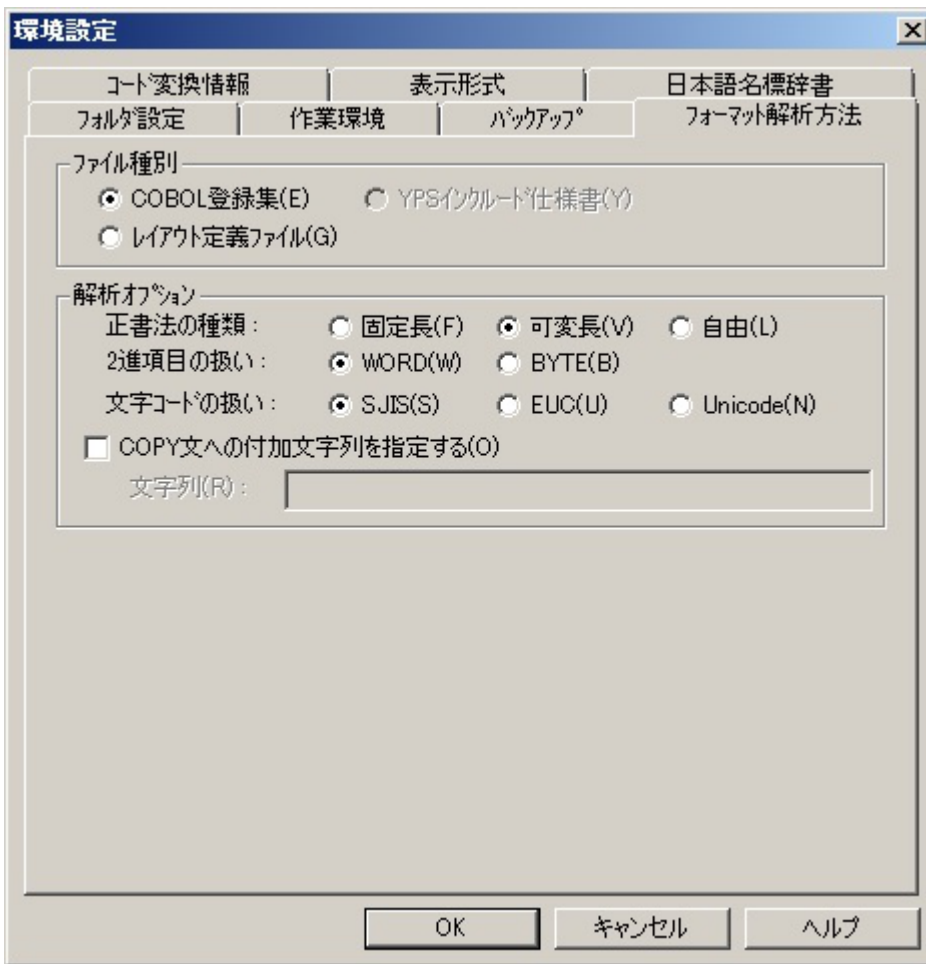 環境設定
コード変換情報 表示形式 日本語名標辞書
フォルダ設定 作業環境 バックアップ フォーマット解析方法
ファイル種別
COBOL登録集(E) YPSインクルード仕様書(Y)
レイアウト定義ファイル(G)
解析オプション
正書法の種類: 固定長(F) 可変長(V) 自由(L)
2進項目の扱い: WORD(W) BYTE(B)
文字コードの扱い: SJIS(S) EUC(U) Unicode(N)
COPY文への付加文字列を指定する(O)
文字列(R):
OK キャンセル ヘルプ